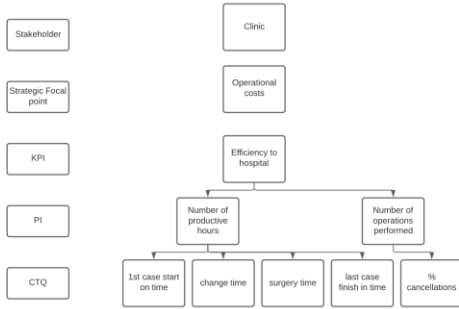 Stakeholder
Clinic
Strategic Focal
point
Operational
costs
KPI
Efficiency to
hospital
PI
Number of
productive
hours
Number of
operations
performed
CTQ
1st case start
on time
change time
surgery time
last case
finish in time
%
cancellations